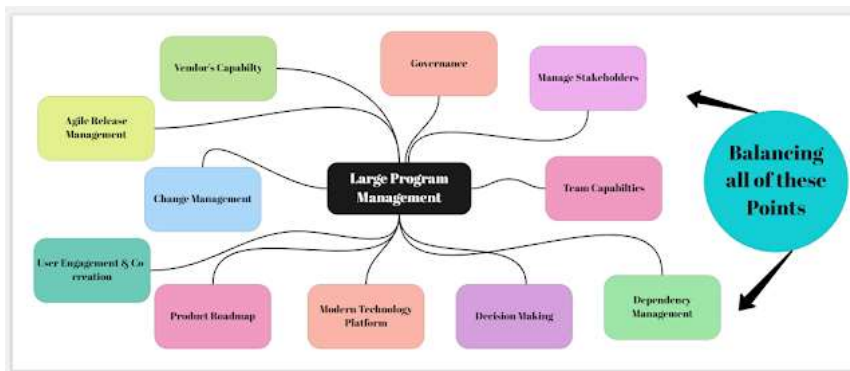 Vendor's Capabilty
Governance
Manage Stakeholders
Agile Release
Management
Balancing
all of these
Points
Large Program
Management
Change Management
Team Capabilties
User Engagement & Co
creation
Product Roadmap
Modern Technology
Platform
Decision Making
Dependency
Management